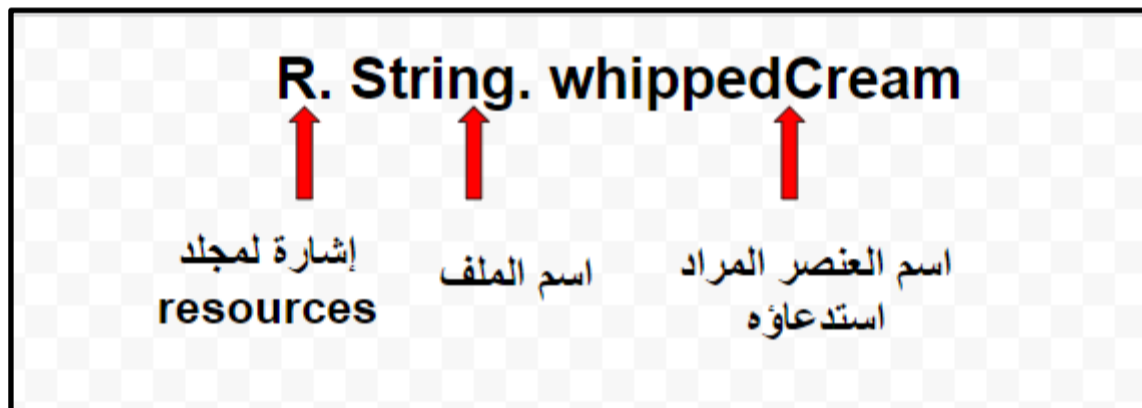 R. String. whippedCream
إشارة لمجلد
resources
اسم الملف
اسم العنصر المراد
استدعاؤه